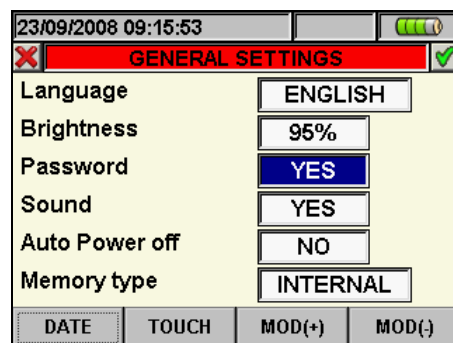 23/09/2008 09:15:53
GENERAL SETTINGS
Language ENGLISH
Brightness 95%
Password YES
Sound YES
Auto Power off NO
Memory type INTERNAL
DATE TOUCH MOD(+) MOD(-)